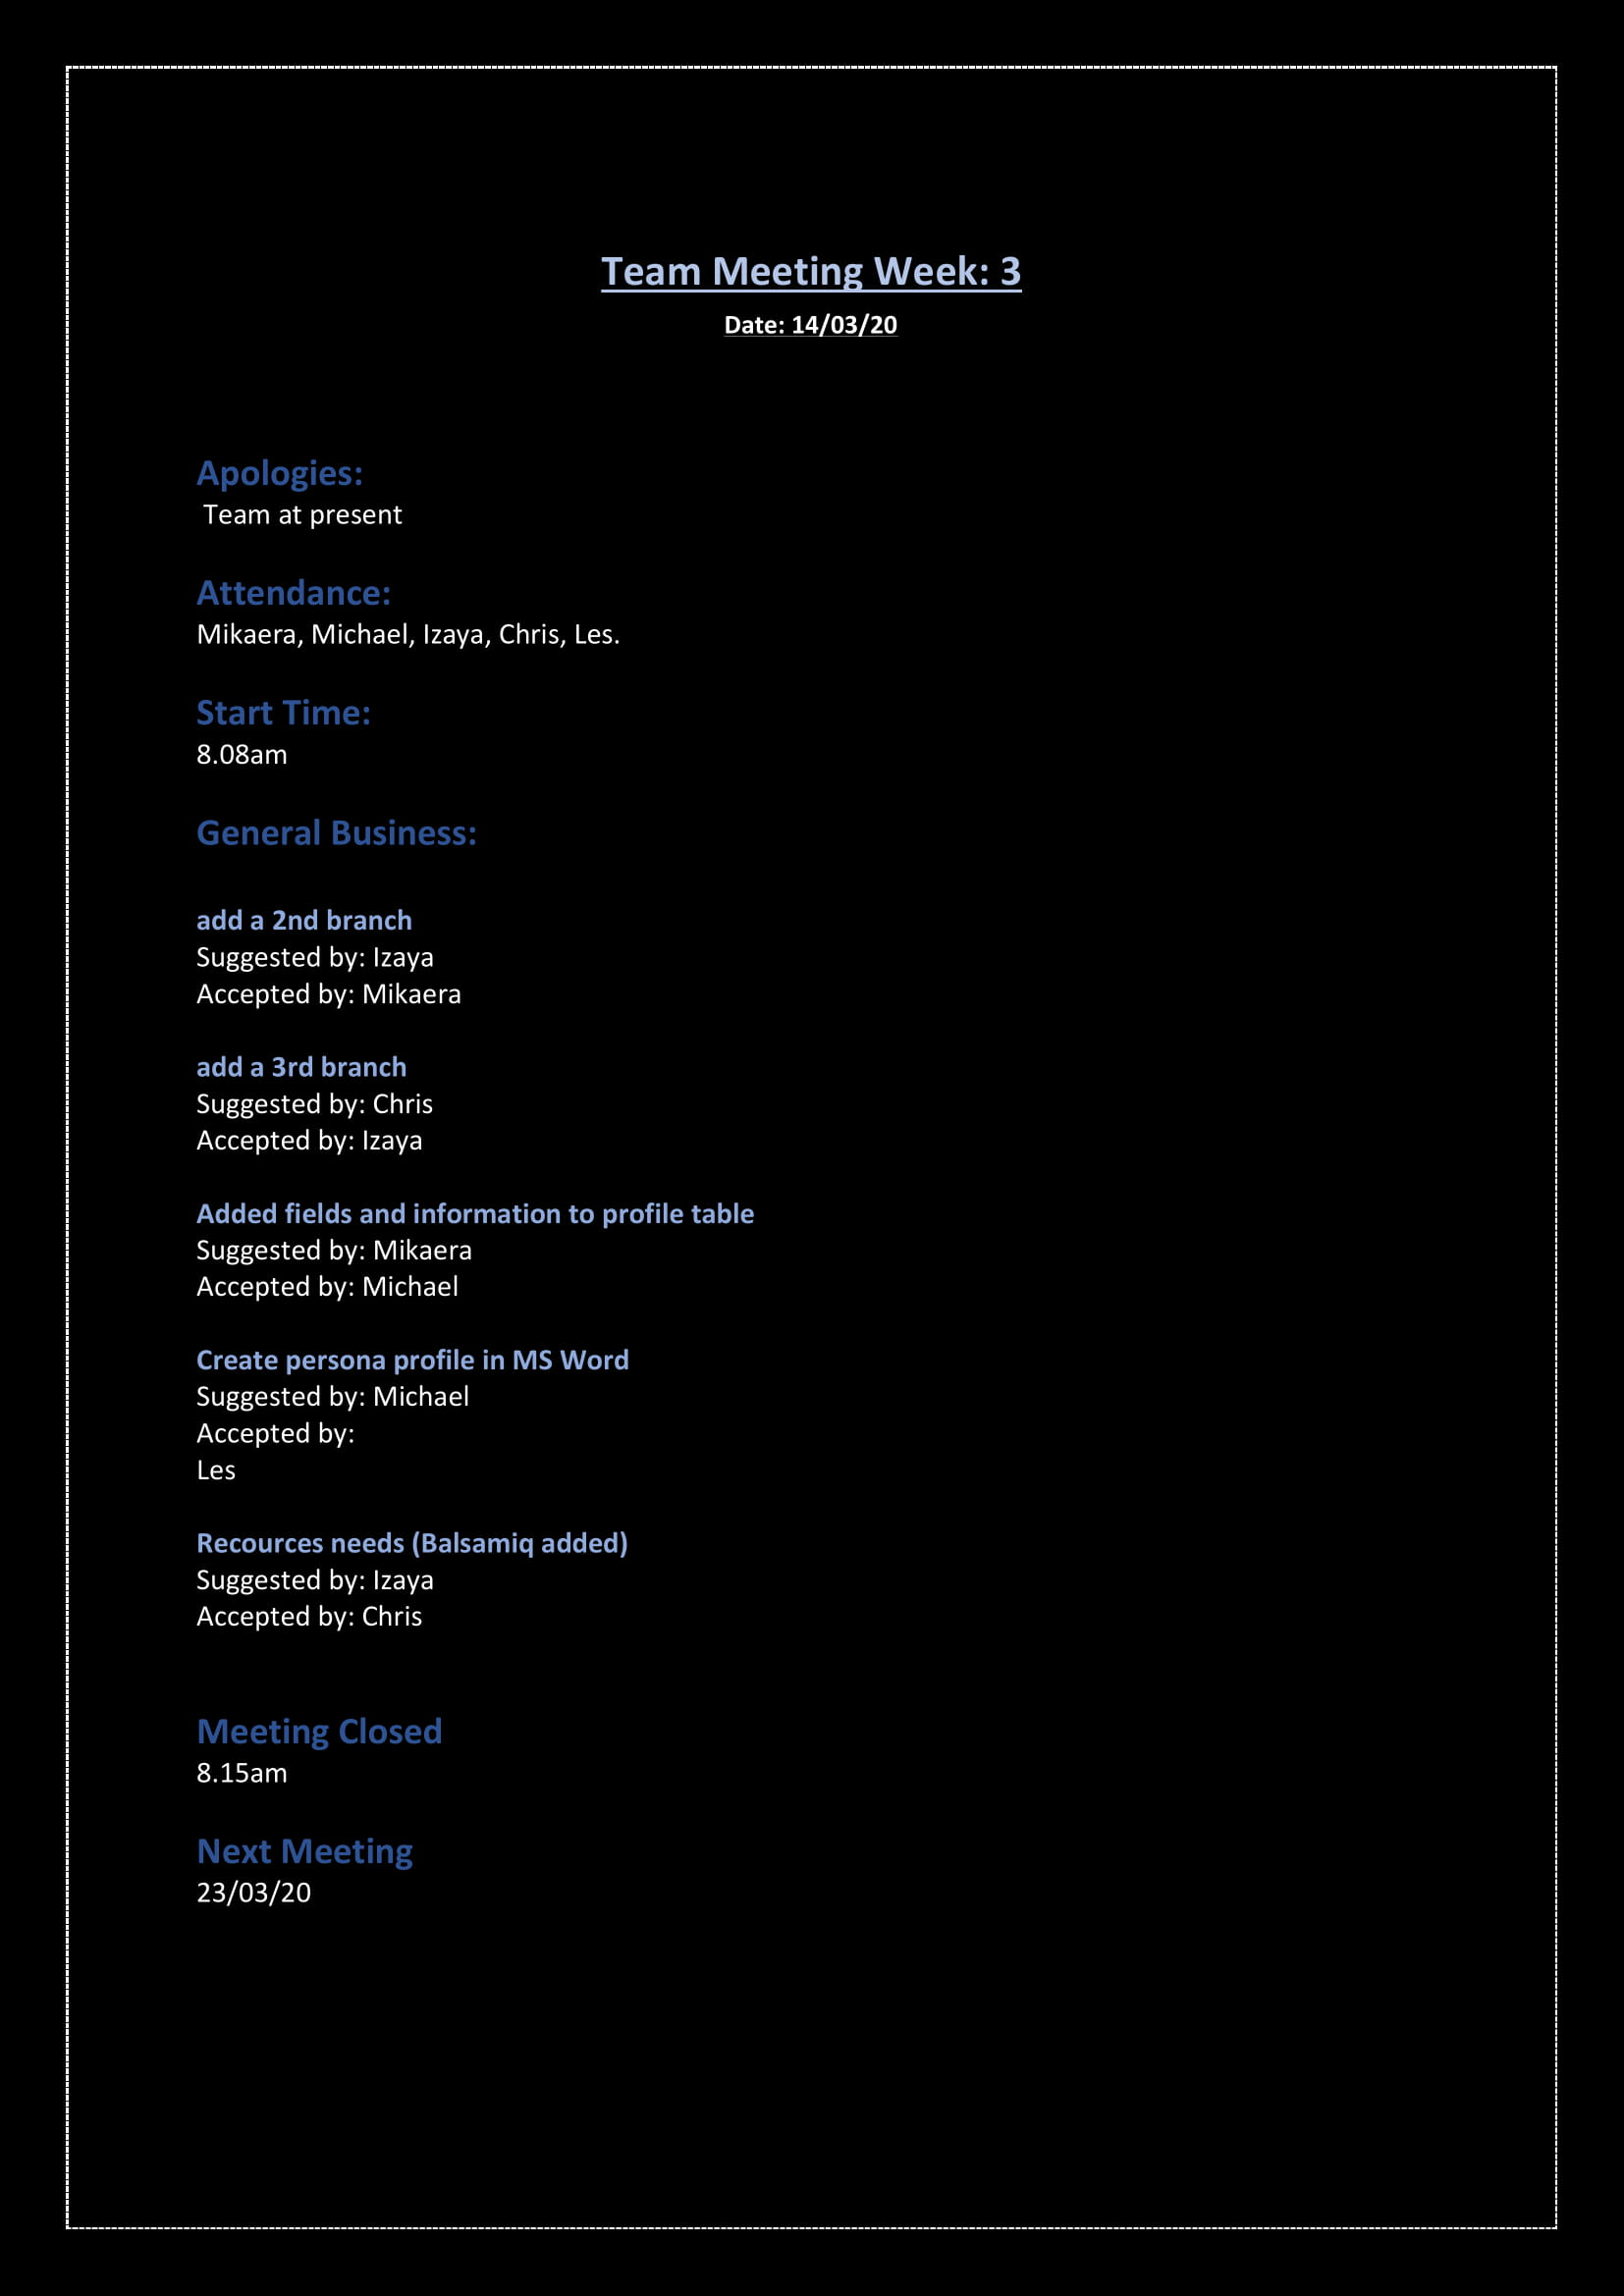 Team Meeting Week: 3
Date: 14/03/20
Apologies:
Team at present
Attendance:
Mikaera, Michael, Izaya, Chris, Les.
Start Time:
8.08am
General Business:
add a 2nd branch
Suggested by: Izaya
Accepted by: Mikaera
add a 3rd branch
Suggested by: Chris
Accepted by: Izaya
Added fields and information to profile table
Suggested by: Mikaera
Accepted by: Michael
Create persona profile in MS Word
Suggested by: Michael
Accepted by:
Les
Recources needs (Balsamiq added)
Suggested by: Izaya
Accepted by: Chris
Meeting Closed
8.15am
Next Meeting
23/03/20